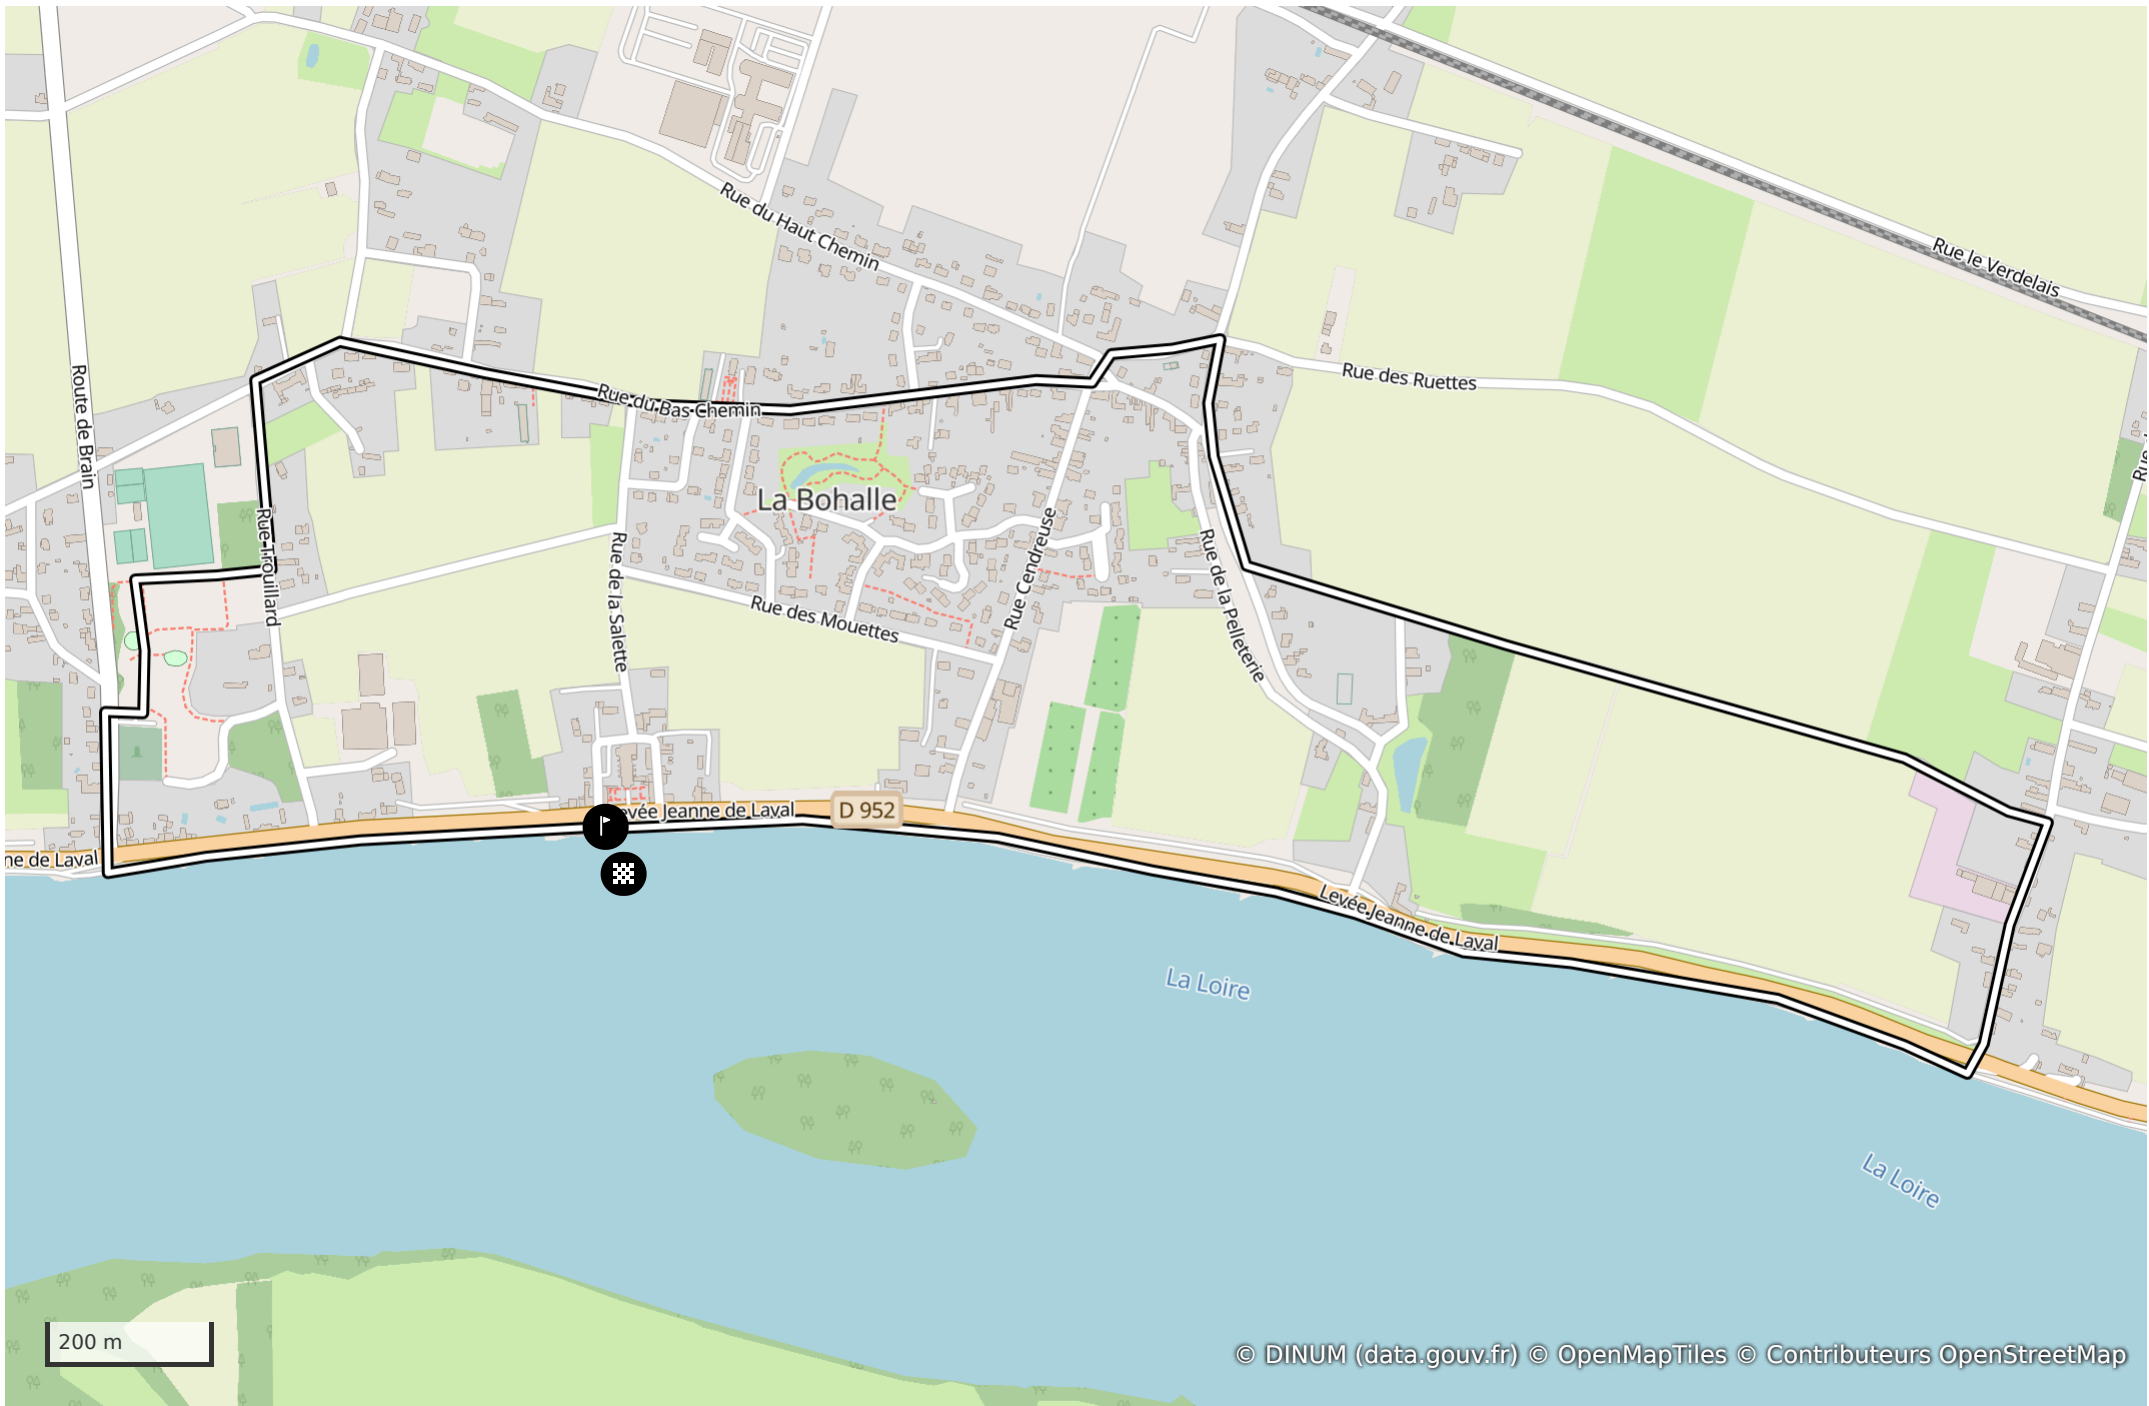 Rue du Haut Chemin
Rue le Verdelais
Route de Brain
Rue des Ruettes
Rue du Bas Chemin
La Bohalle
Rue Trouillard
Rue de la Salette
Rue des Mouettes
Rue Cendreuse
Rue de la Pelleterie
Levée Jeanne de Laval
D 952
ne de Laval
Levée Jeanne de Laval
La Loire
La Loire
200 m
© DINUM (data.gouv.fr) © OpenMapTiles © Contributeurs OpenStreetMap